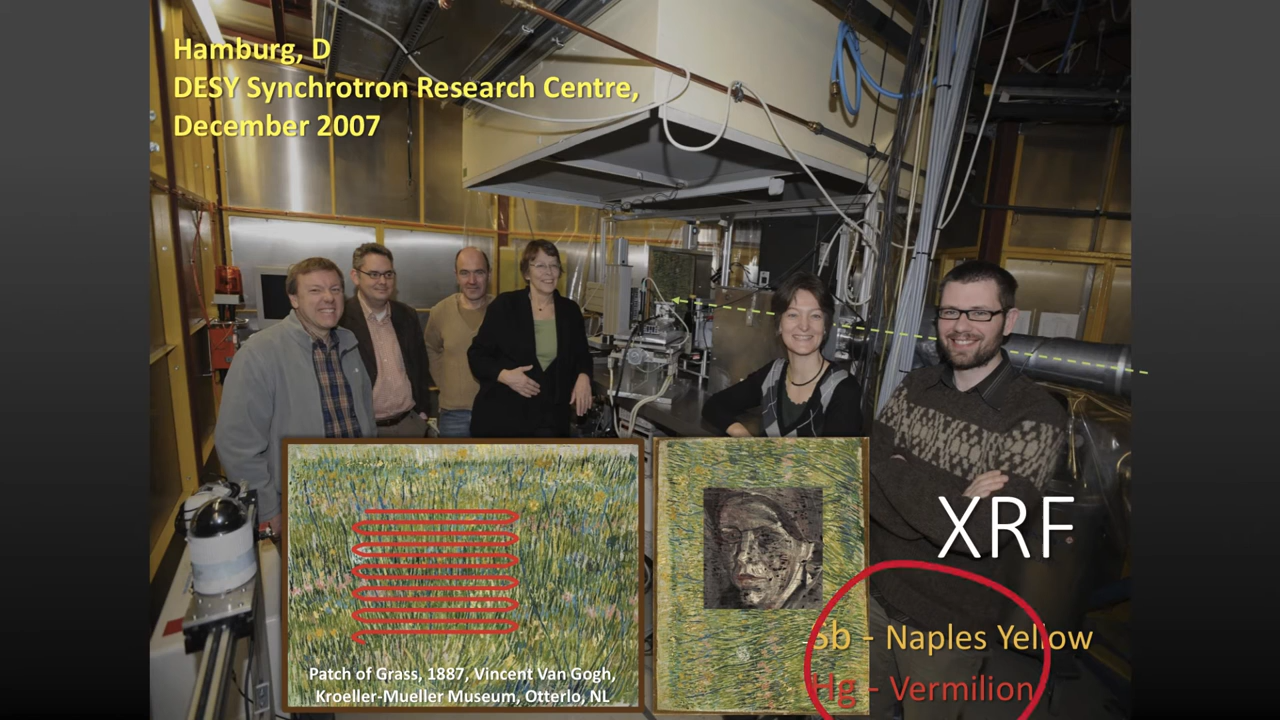 Hamburg, D
DESY Synchrotron Research Centre,
December 2007
XRF
Sb - Naples Yellow
Hg - Vermilion
Patch of Grass, 1887, Vincent Van Gogh,
Kroeller-Mueller Museum, Otterlo, NL